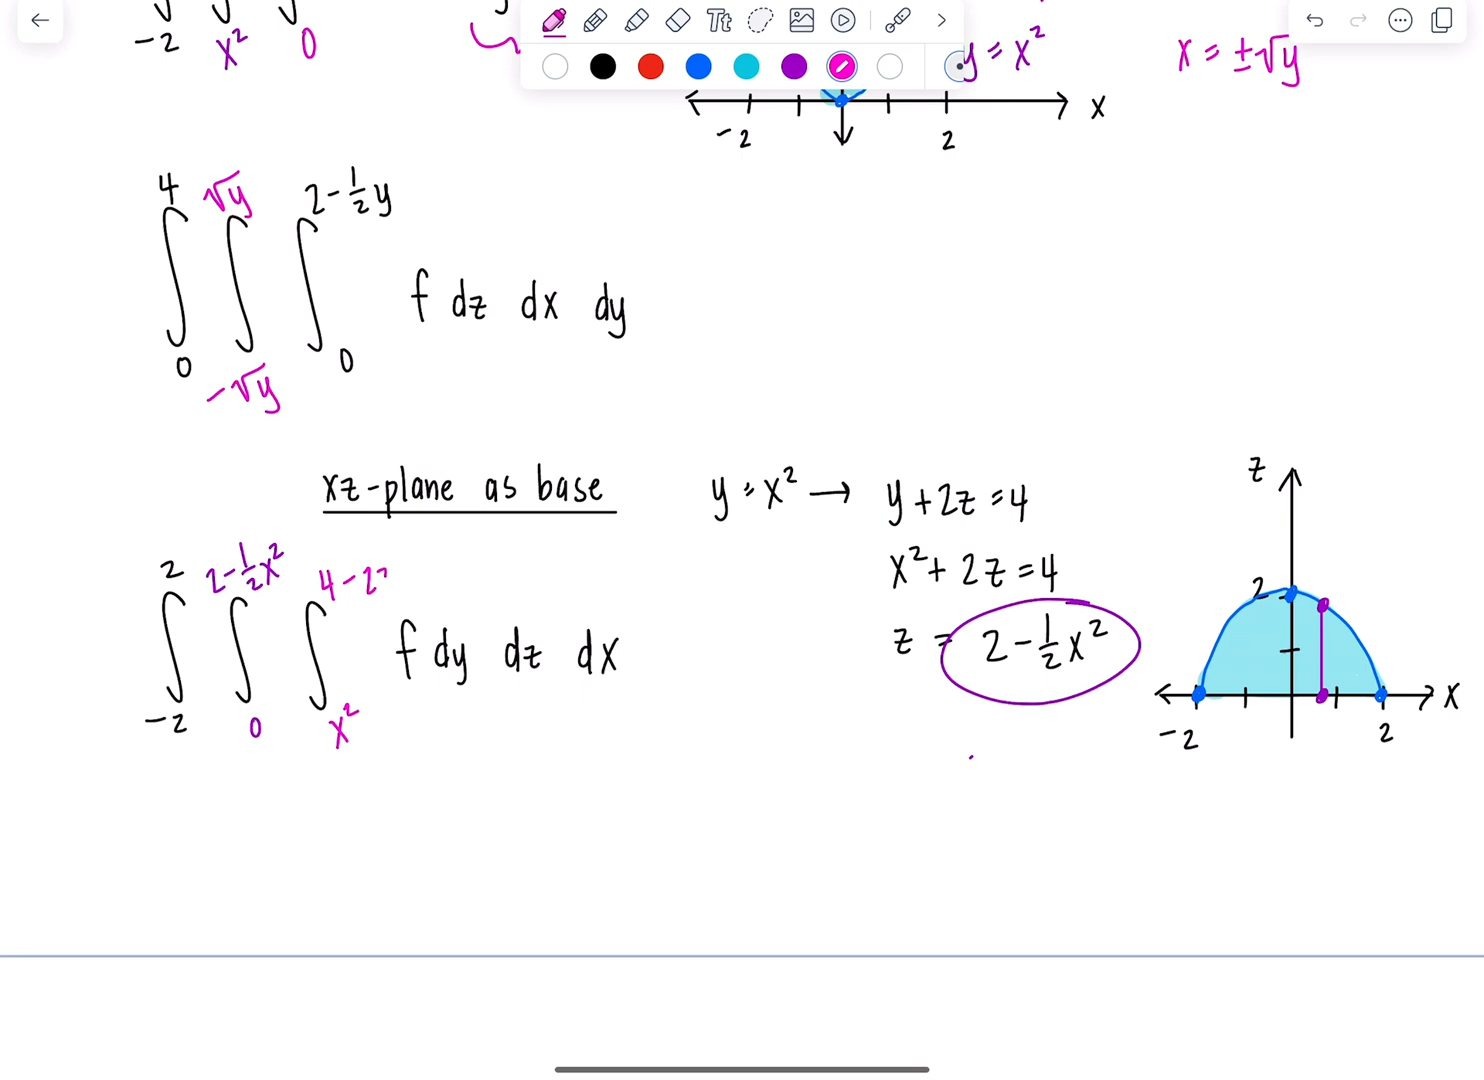 -2 x² 0
Tt
y = x²
x = ±√y
-2 2 x
4 √y 2-½y
∫ ∫ ∫ f dz dx dy
0 -√y 0
xz-plane as base
y = x² → y + 2z = 4
x² + 2z = 4
z = 2-½x²
2 2-½x² 4-2
∫ ∫ ∫ f dy dz dx
-2 0 x²
z
2
x
-2 2